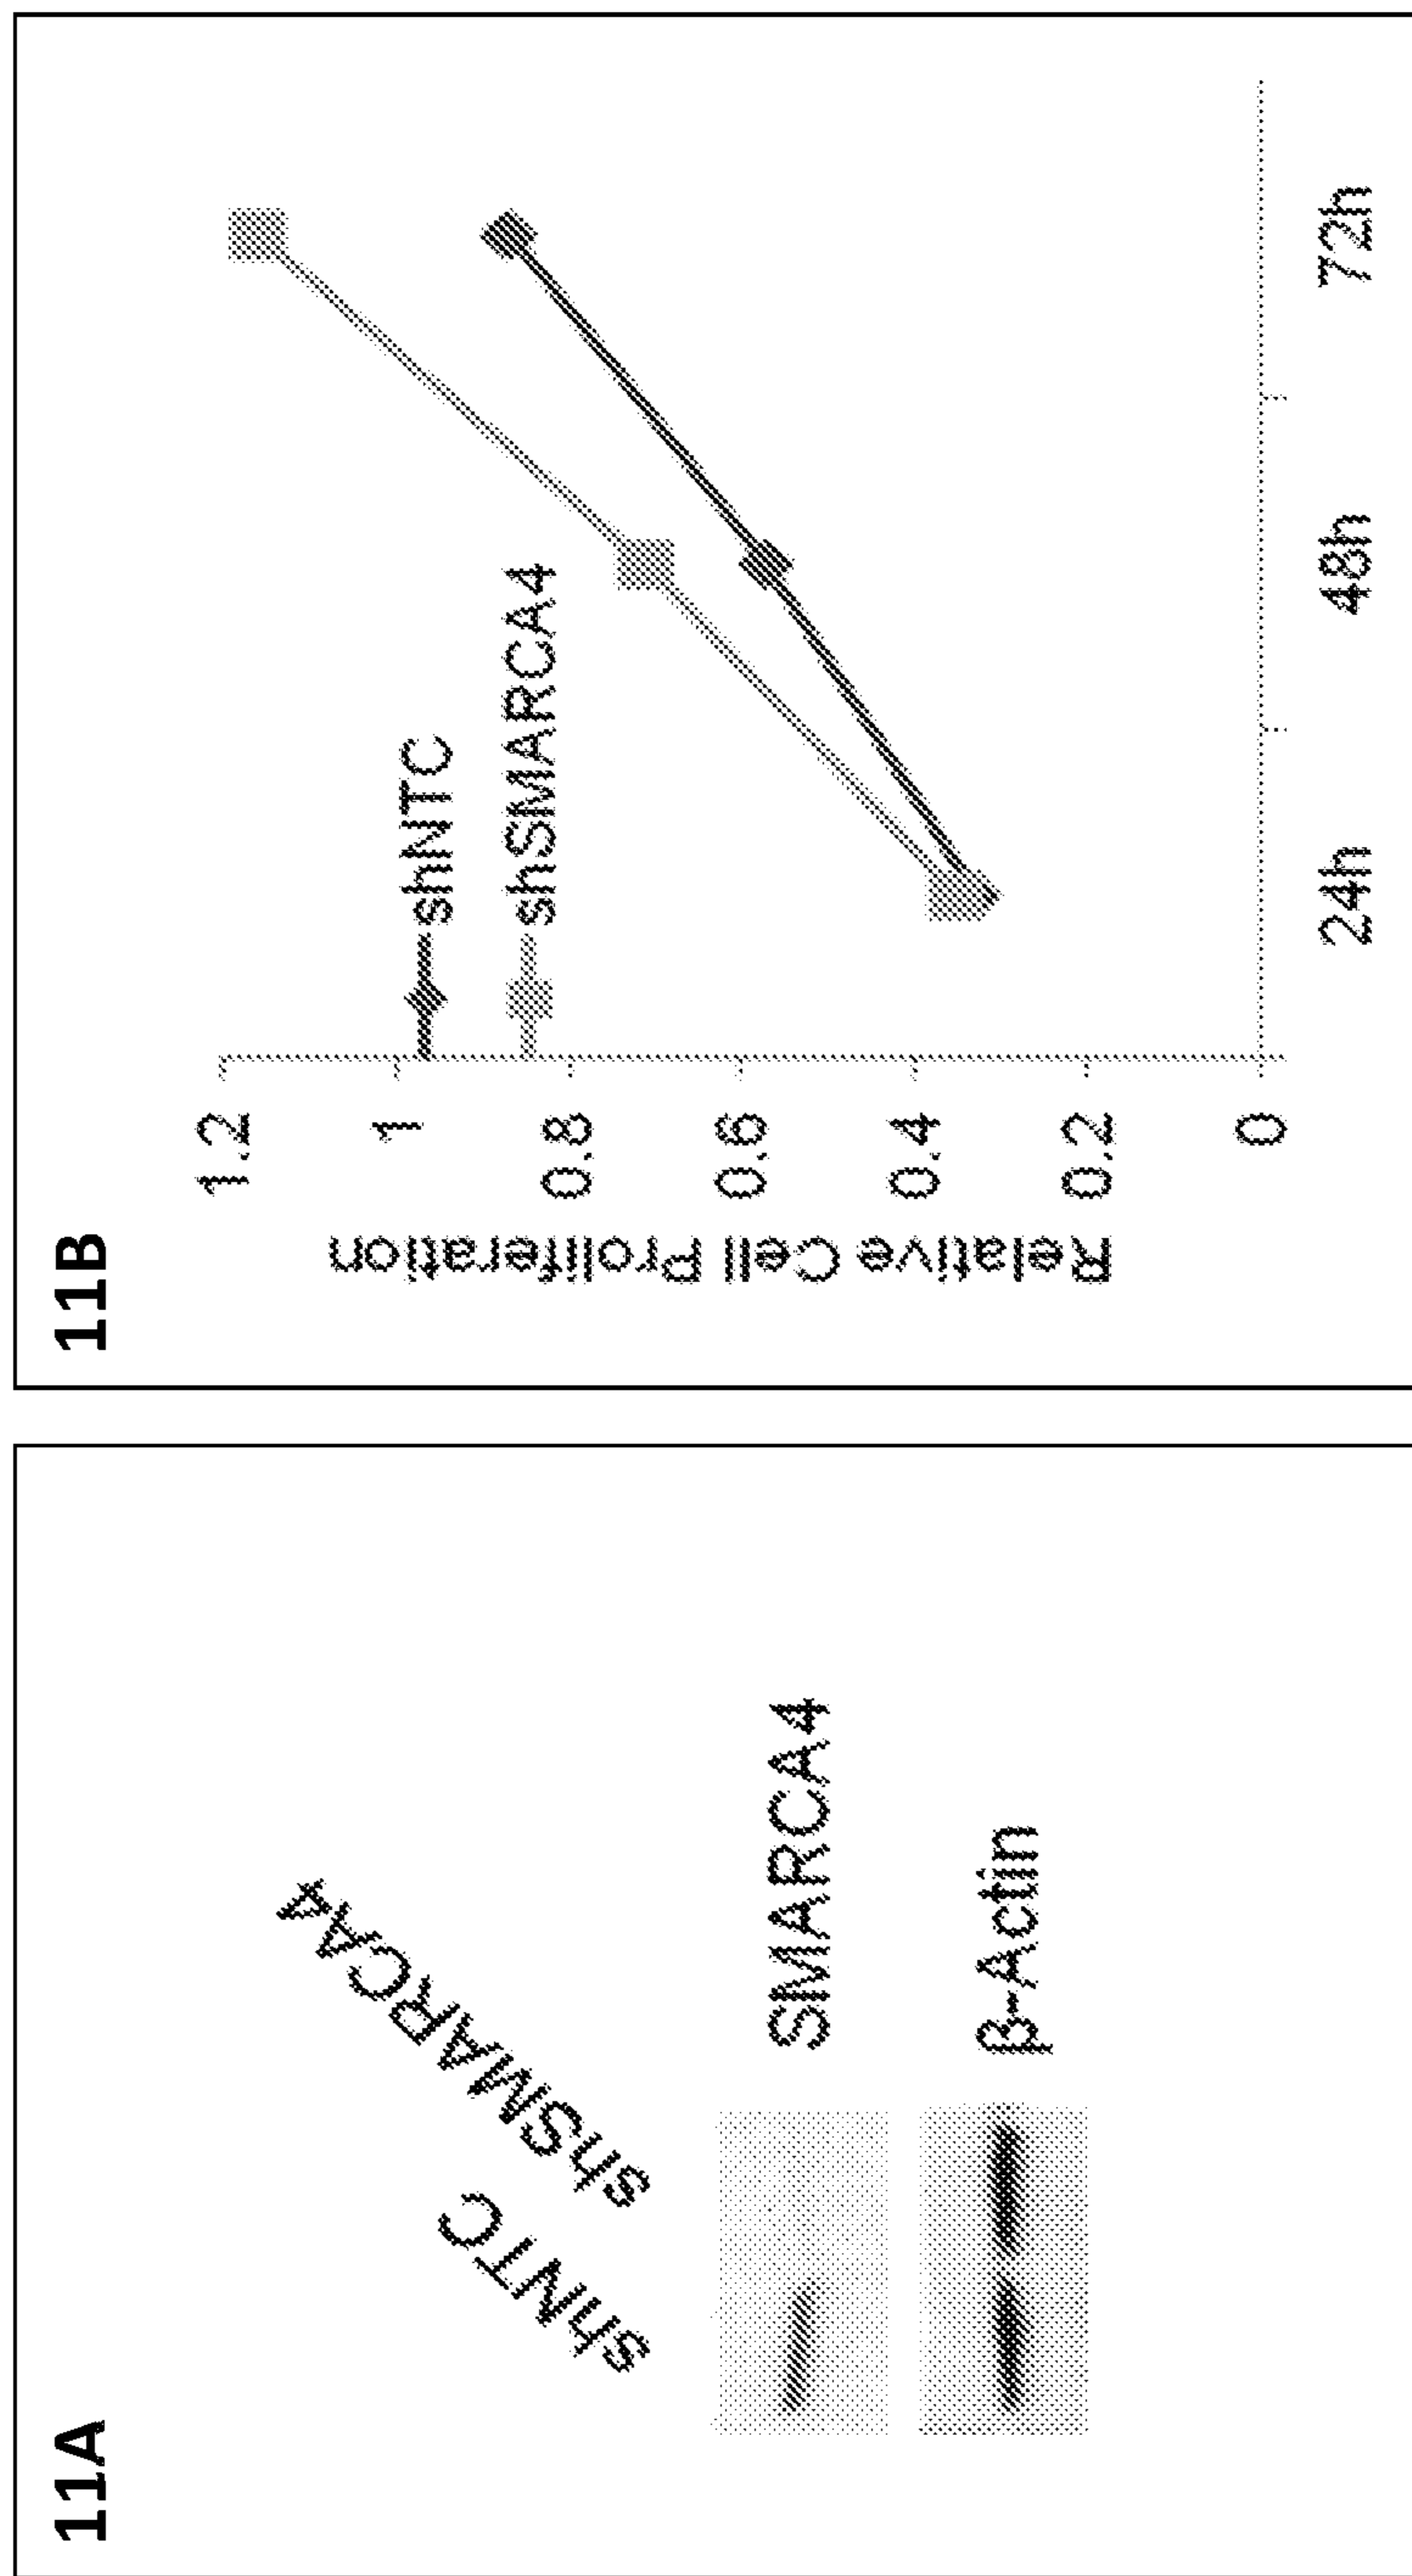 11A
shNTC
shSMARCA4
SMARCA4
β-Actin
11B
Relative Cell Proliferation
1.2
1
0.8
0.6
0.4
0.2
0
shNTC
shSMARCA4
24h
48h
72h